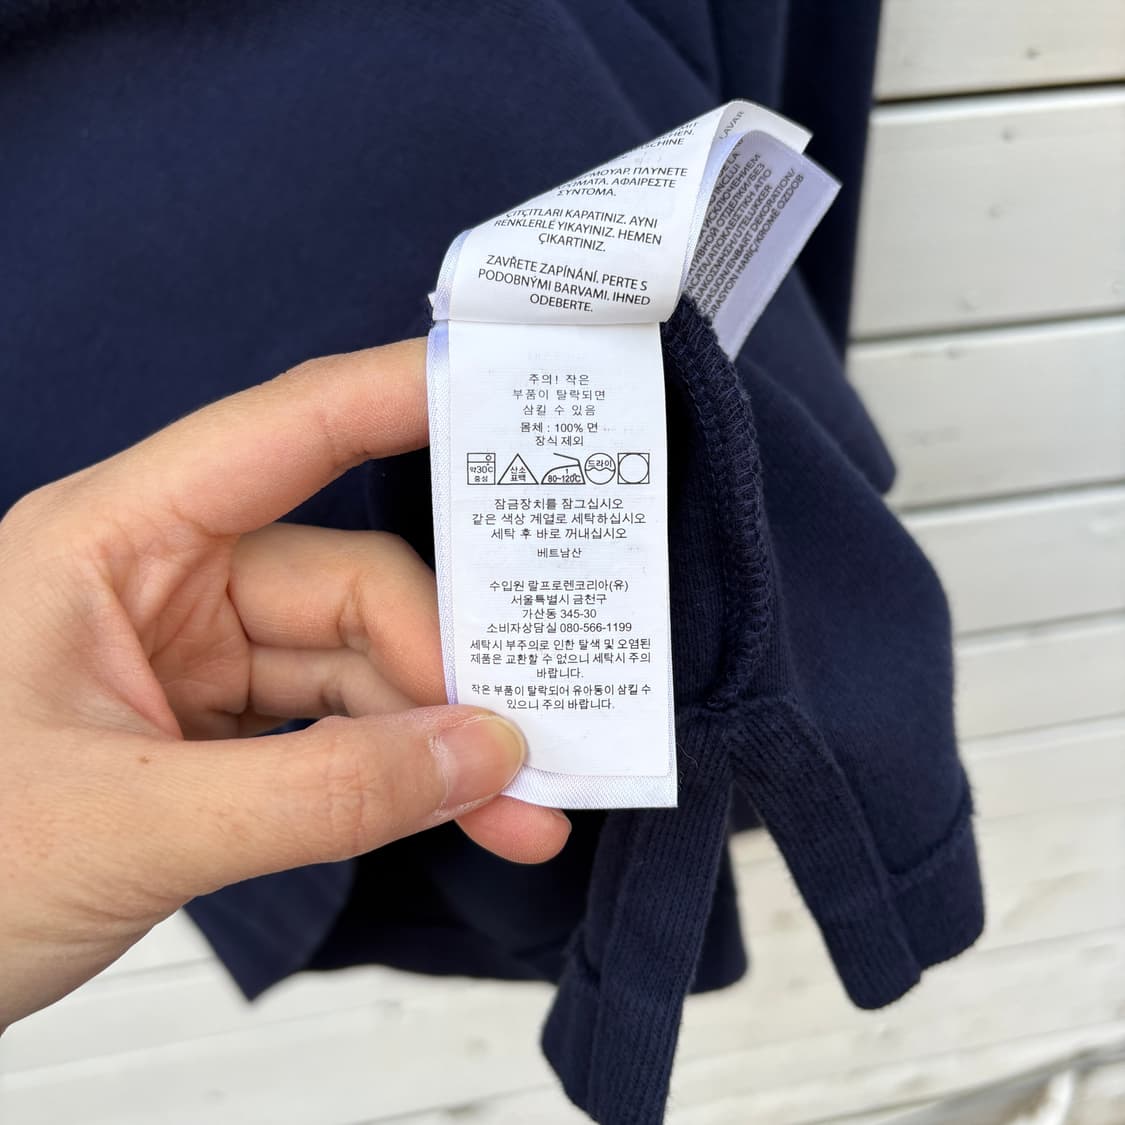 LAVAR
ΠΛΥΝΕΤΕ
ΑΦΑΙΡΕΣΤΕ
ΣΥΝΤΟΜΑ.
KAPATINIZ. AYNI
RENKLERLE YIKAYINIZ. HEMEN
ÇIKARTINIZ.
ZAVŘETE ZAPÍNÁNÍ. PERTE S
PODOBNÝMI BARVAMI. IHNED
ODEBERTE.
주의! 작은
부품이 탈락되면
삼킬 수 있음
몸체 : 100% 면
장식 제외
약30℃
중성
산소
표백
1
80~120℃
드라이
잠금장치를 잠그십시오
같은 색상 계열로 세탁하십시오
세탁 후 바로 꺼내십시오
베트남산
수입원 랄프로렌코리아(유)
서울특별시 금천구
가산동 345-30
소비자상담실 080-566-1199
세탁시 부주의로 인한 탈색 및 오염된
제품은 교환할 수 없으니 세탁시 주의
바랍니다.
작은 부품이 탈락되어 유아동이 삼킬 수
있으니 주의 바랍니다.